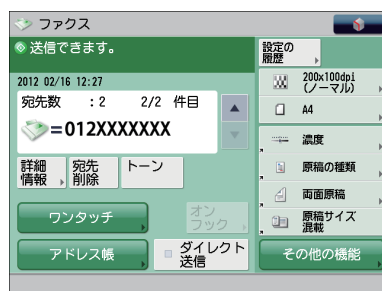 ファクス
送信できます。
設定の
履歴
2012 02/16 12:27
200x100dpi
(ノーマル)
宛先数 :2 2/2 件目
A4
=012XXXXXX
濃度
詳細
情報
宛先
削除
トーン
原稿の種類
両面原稿
ワンタッチ
オン
フック
原稿サイズ
混載
アドレス帳
ダイレクト
送信
その他の機能